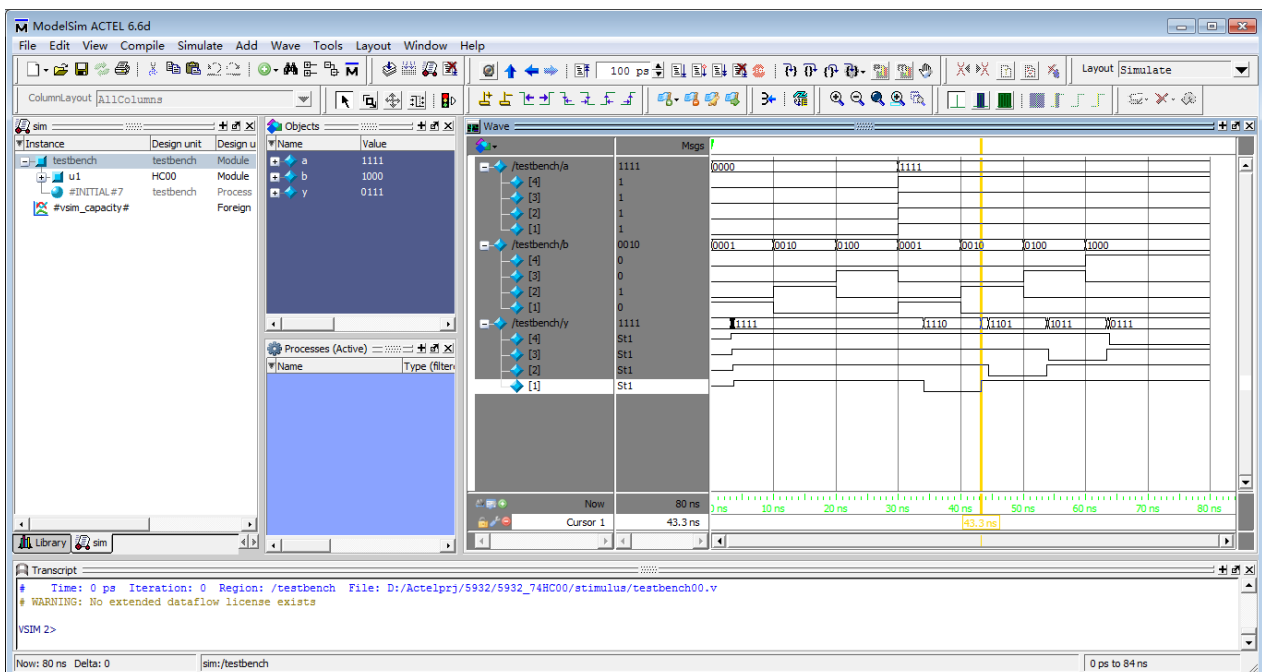 ModelSim ACTEL 6.6d
File Edit View Compile Simulate Add Wave Tools Layout Window Help
100 ps
Layout Simulate
ColumnLayout AllColumns
sim
Instance Design unit Design u
testbench testbench Module
u1 HC00 Module
#INITIAL#7 testbench Process
#vsim_capacity# Foreign
Library sim
Objects
Name Value
a 1111
b 1000
y 0111
Processes (Active)
Name Type (filter
Wave
Msgs
/testbench/a 1111 0000 1111
[4] 1
[3] 1
[2] 1
[1] 1
/testbench/b 0010 0001 0010 0100 0001 0010 0100 1000
[4] 0
[3] 0
[2] 1
[1] 0
/testbench/y 1111 1111 1110 1101 1011 0111
[4] St1
[3] St1
[2] St1
[1] St1
Now 80 ns ns 10 ns 20 ns 30 ns 40 ns 50 ns 60 ns 70 ns 80 ns
Cursor 1 43.3 ns 43.3 ns
Transcript
# Time: 0 ps Iteration: 0 Region: /testbench File: D:/Actelprj/5932/5932_74HC00/stimulus/testbench00.v
# WARNING: No extended dataflow license exists
VSIM 2>
Now: 80 ns Delta: 0 sim:/testbench 0 ps to 84 ns